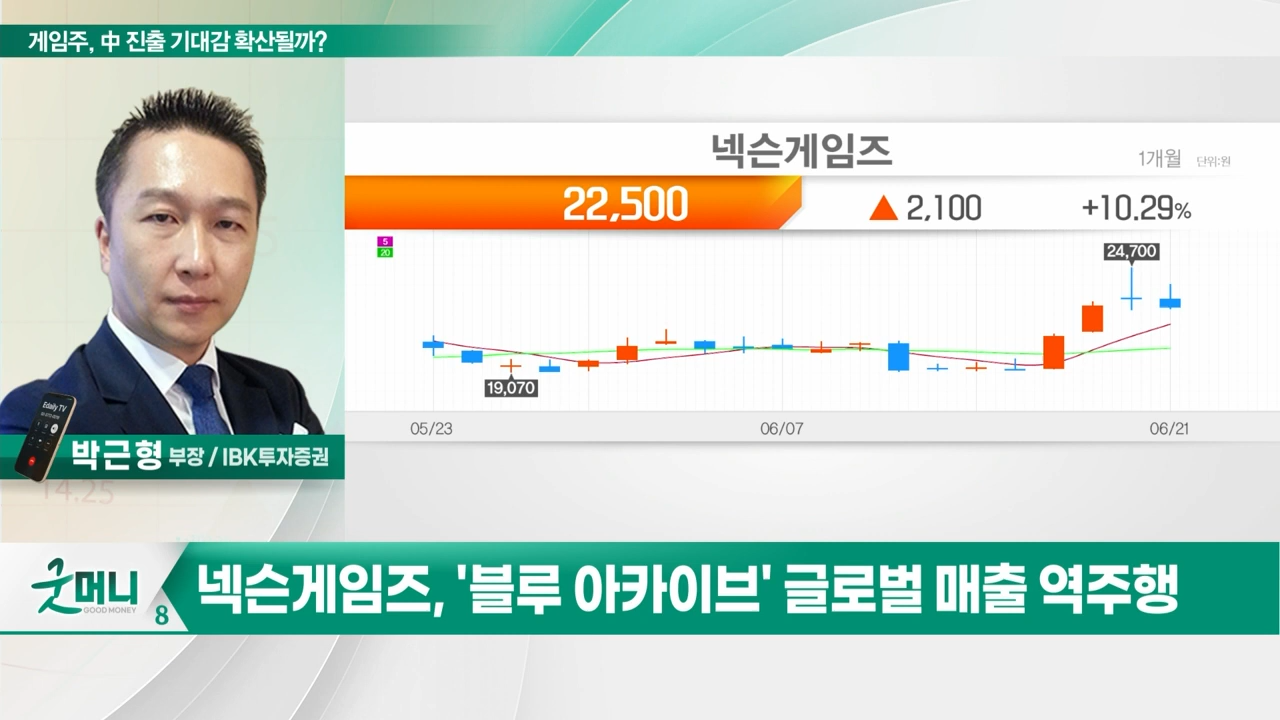 게임주, 中 진출 기대감 확산될까?
넥슨게임즈
1개월 단위:원
22,500 ▲ 2,100 +10.29%
5
20
24,700
19,070
05/23 06/07 06/21
Edaily TV
박근형 부장 / IBK투자증권
14.25
굿머니
GOOD MONEY
8
넥슨게임즈, '블루 아카이브' 글로벌 매출 역주행